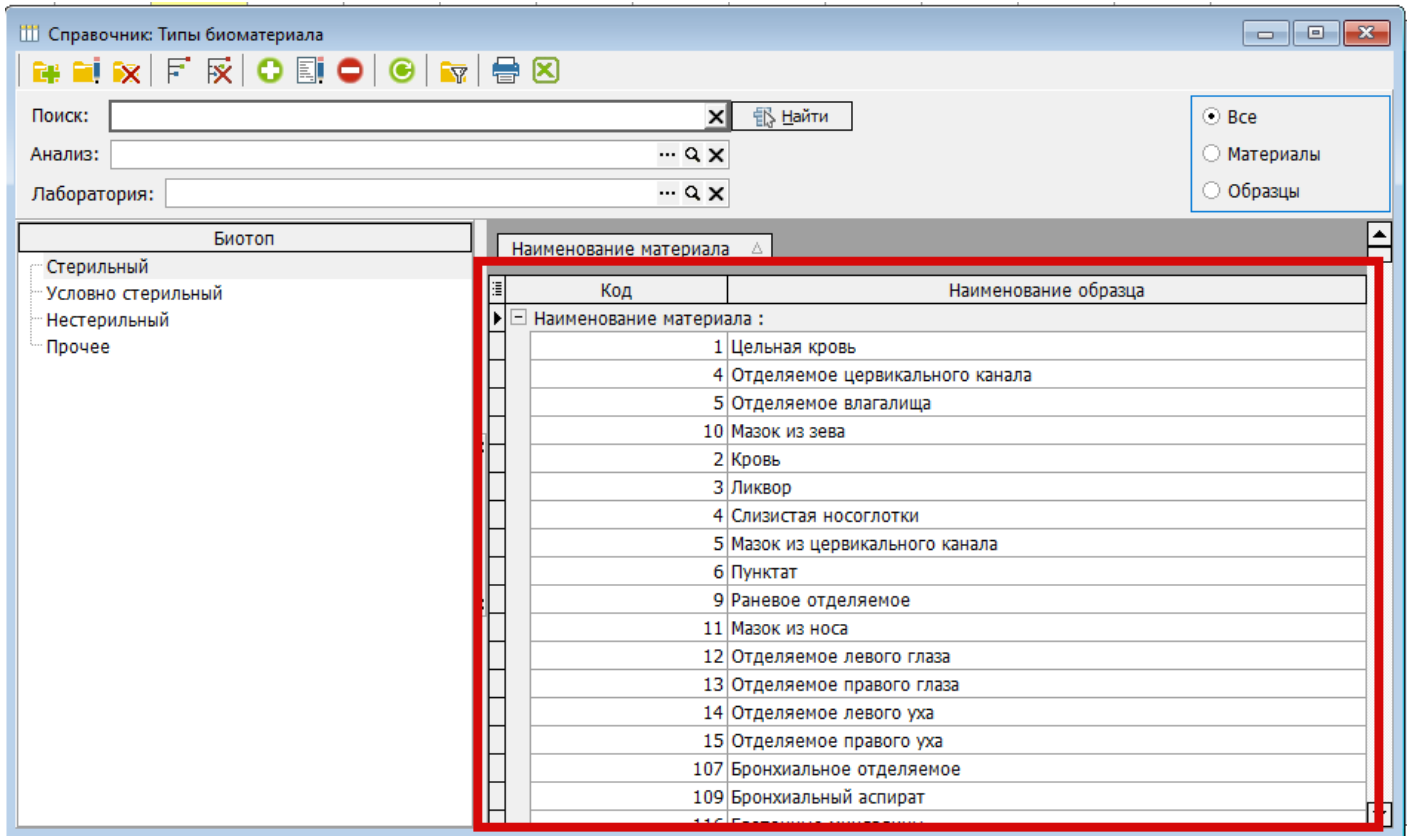 Справочник: Типы биоматериала
Поиск:
Найти
Все
Анализ:
Материалы
Лаборатория:
Образцы
Биотоп
Стерильный
Условно стерильный
Нестерильный
Прочее
Наименование материала
Код Наименование образца
Наименование материала :
1 Цельная кровь
4 Отделяемое цервикального канала
5 Отделяемое влагалища
10 Мазок из зева
2 Кровь
3 Ликвор
4 Слизистая носоглотки
5 Мазок из цервикального канала
6 Пунктат
9 Раневое отделяемое
11 Мазок из носа
12 Отделяемое левого глаза
13 Отделяемое правого глаза
14 Отделяемое левого уха
15 Отделяемое правого уха
107 Бронхиальное отделяемое
109 Бронхиальный аспират